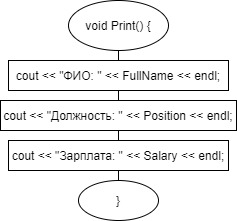 void Print() {
cout << "ФИО: " << FullName << endl;
cout << "Должность: " << Position << endl;
cout << "Зарплата: " << Salary << endl;
}